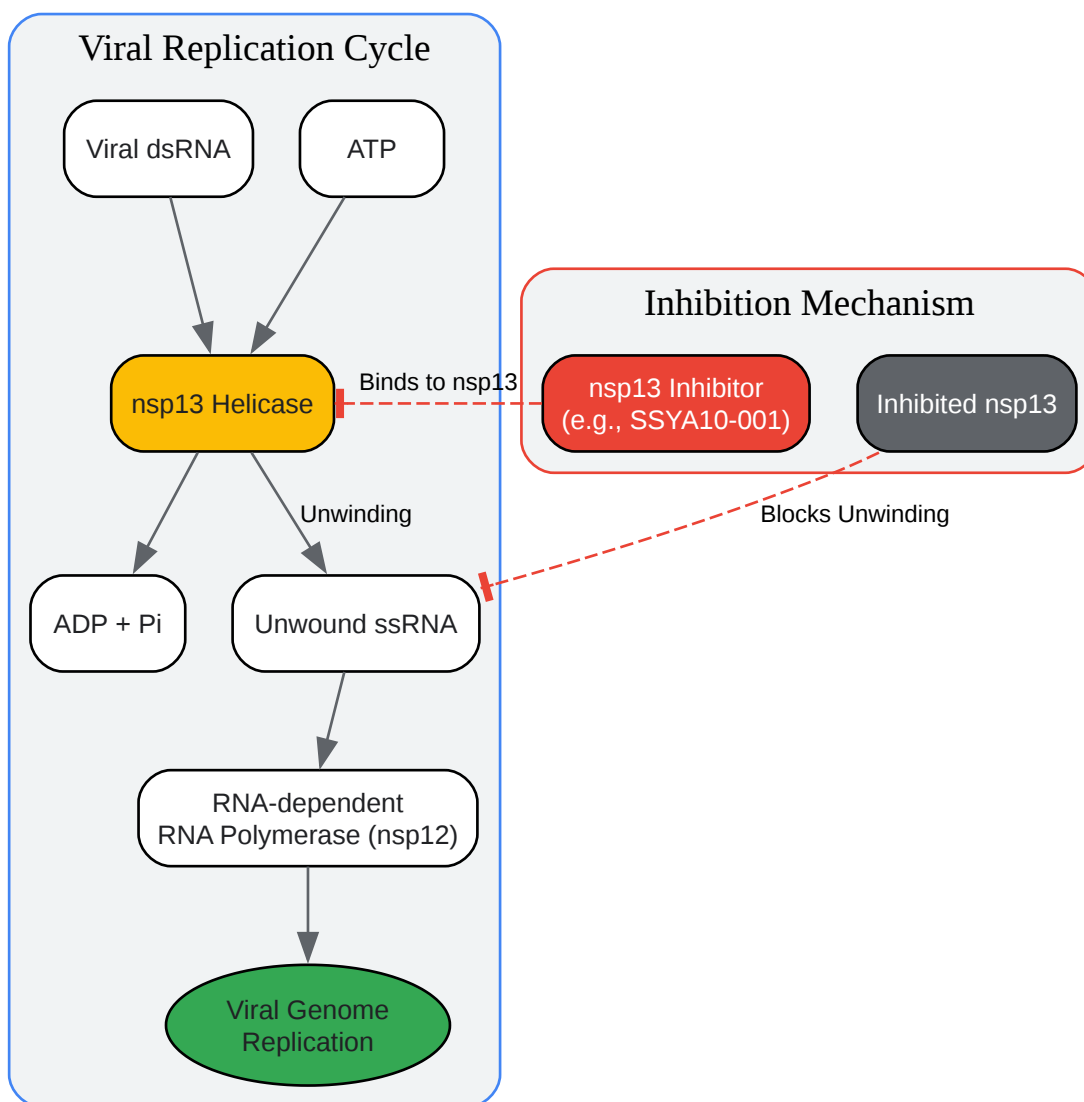 Viral Replication Cycle
Viral dsRNA
ATP
Inhibition Mechanism
nsp13 Helicase
Binds to nsp13
nsp13 Inhibitor
(e.g., SSYA10-001)
Inhibited nsp13
Unwinding
Blocks Unwinding
ADP + Pi
Unwound ssRNA
RNA-dependent
RNA Polymerase (nsp12)
Viral Genome
Replication